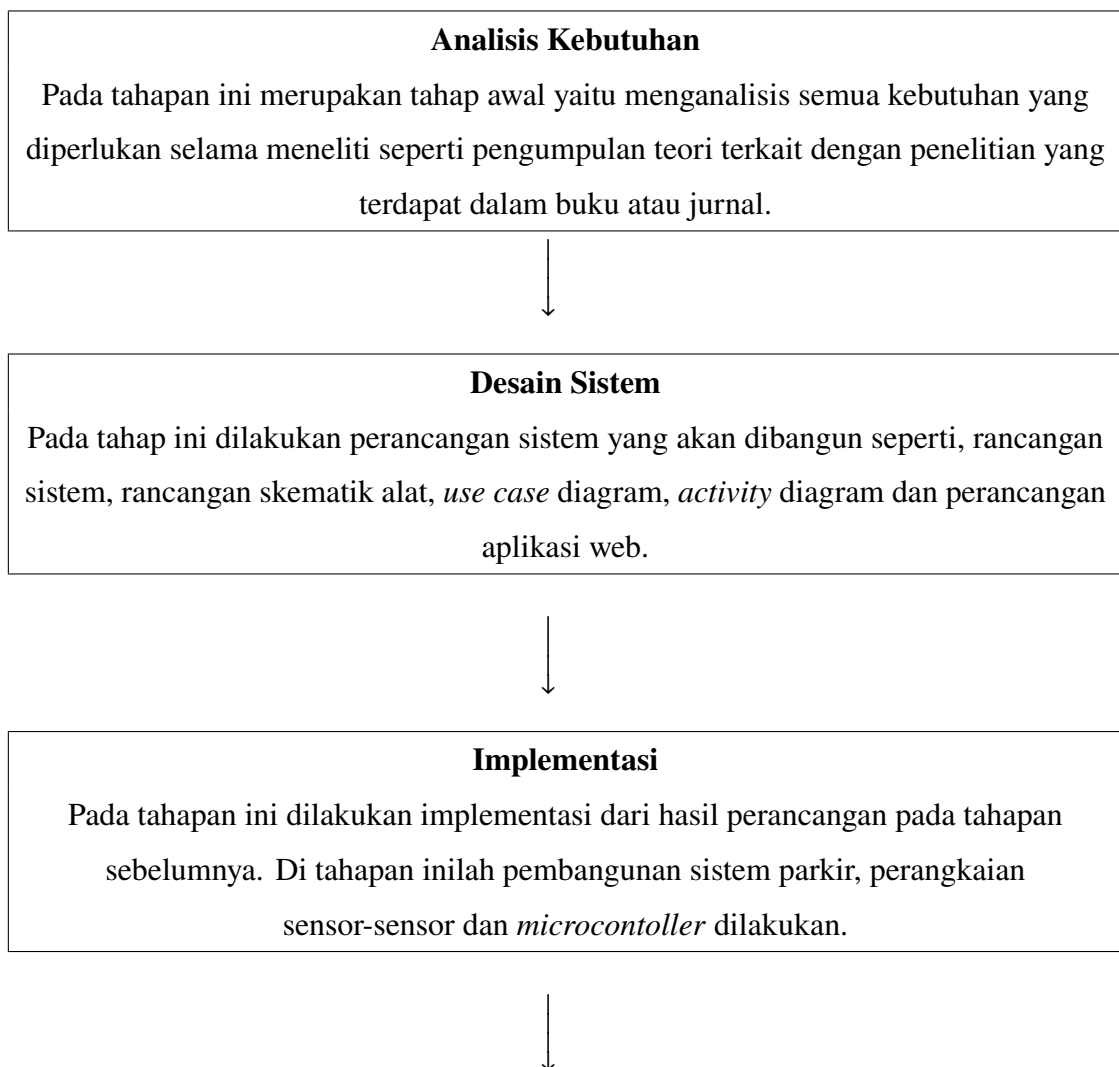 Analisis Kebutuhan
Pada tahapan ini merupakan tahap awal yaitu menganalisis semua kebutuhan yang
diperlukan selama meneliti seperti pengumpulan teori terkait dengan penelitian yang
terdapat dalam buku atau jurnal.
Desain Sistem
Pada tahap ini dilakukan perancangan sistem yang akan dibangun seperti, rancangan
sistem, rancangan skematik alat, use case diagram, activity diagram dan perancangan
aplikasi web.
Implementasi
Pada tahapan ini dilakukan implementasi dari hasil perancangan pada tahapan
sebelumnya. Di tahapan inilah pembangunan sistem parkir, perangkaian
sensor-sensor dan microcontoller dilakukan.